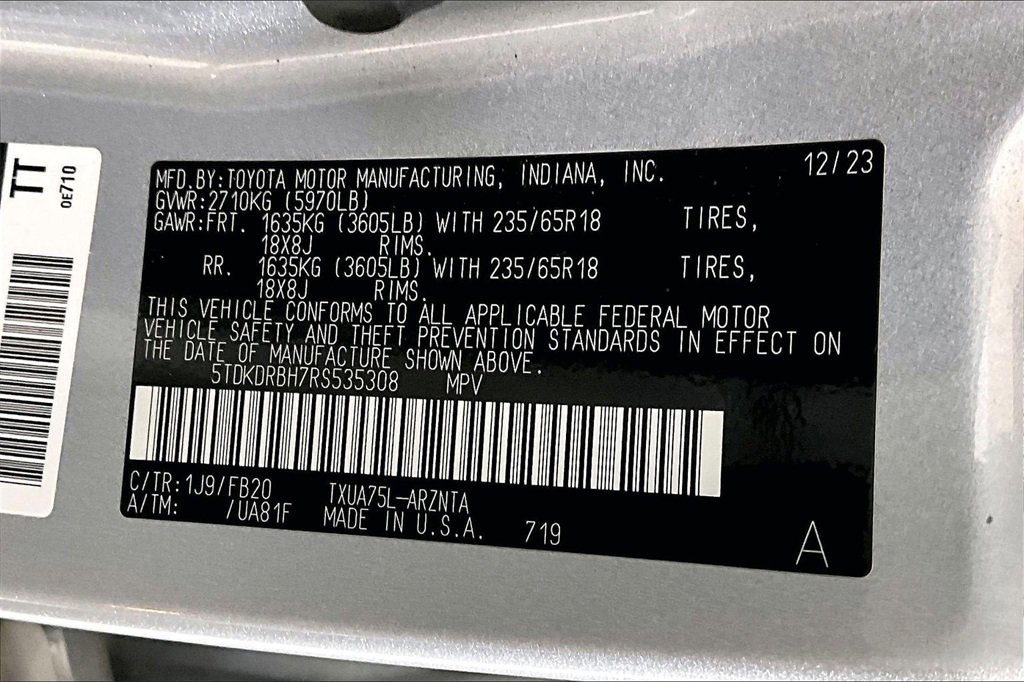 TT
0E710
12/23
MFD.BY:TOYOTA MOTOR MANUFACTURING, INDIANA, INC.
GVWR:2710KG (5970LB)
GAWR:FRT. 1635KG (3605LB) WITH 235/65R18 TIRES,
18X8J RIMS.
RR. 1635KG (3605LB) WITH 235/65R18 TIRES,
18X8J RIMS.
THIS VEHICLE CONFORMS TO ALL APPLICABLE FEDERAL MOTOR
VEHICLE SAFETY AND THEFT PREVENTION STANDARDS IN EFFECT ON
THE DATE OF MANUFACTURE SHOWN ABOVE.
5TDKDRBH7RS535308 MPV
C/TR:1J9/FB20 TXUA75L-ARZNTA
A/TM: /UA81F MADE IN U.S.A. 719
A